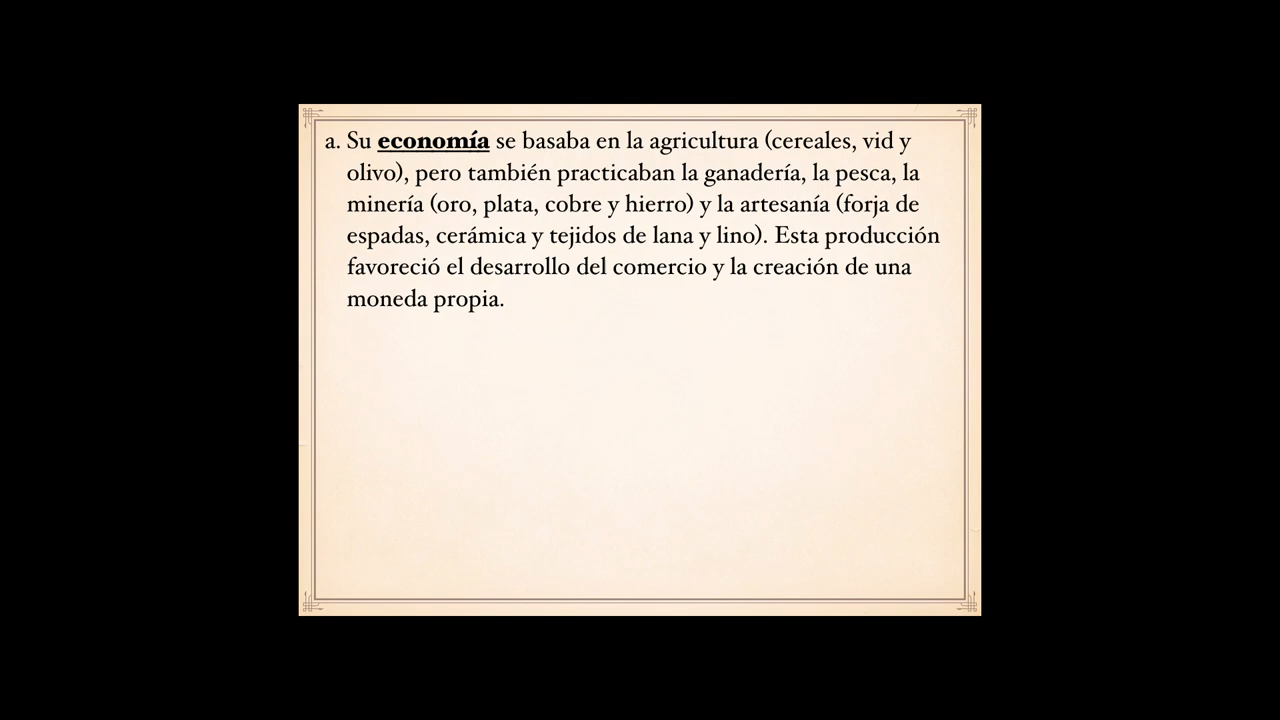 a. Su economía se basaba en la agricultura (cereales, vid y
olivo), pero también practicaban la ganadería, la pesca, la
minería (oro, plata, cobre y hierro) y la artesanía (forja de
espadas, cerámica y tejidos de lana y lino). Esta producción
favoreció el desarrollo del comercio y la creación de una
moneda propia.